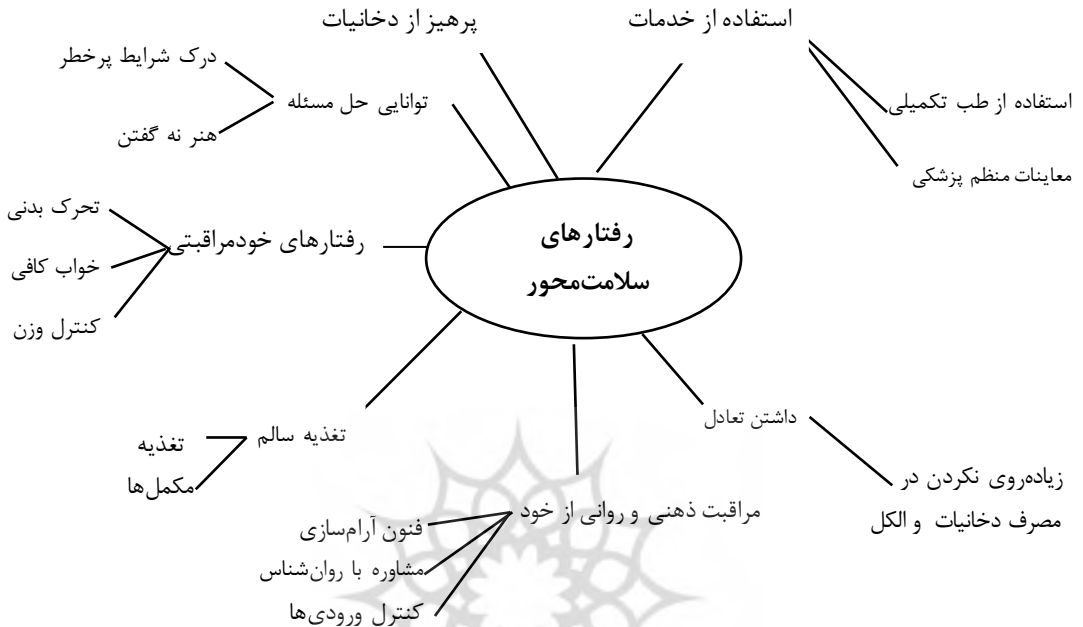 استفاده از خدمات
پرهیز از دخانیات
درک شرایط پرخطر
توانایی حل مسئله
هنر نه گفتن
استفاده از طب تکمیلی
معاینات منظم پزشکی
رفتارهای
سلامت‌محور
تحرک بدنی
رفتارهای خودمراقبتی
خواب کافی
کنترل وزن
داشتن تعادل
زیاده‌روی نکردن در
مصرف دخانیات و الکل
تغذیه سالم
تغذیه
مکمل‌ها
مراقبت ذهنی و روانی از خود
فنون آرام‌سازی
مشاوره با روان‌شناس
کنترل ورودی‌ها